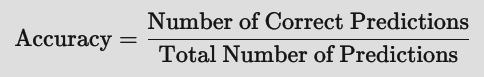 Accuracy = Number of Correct Predictions / Total Number of Predictions